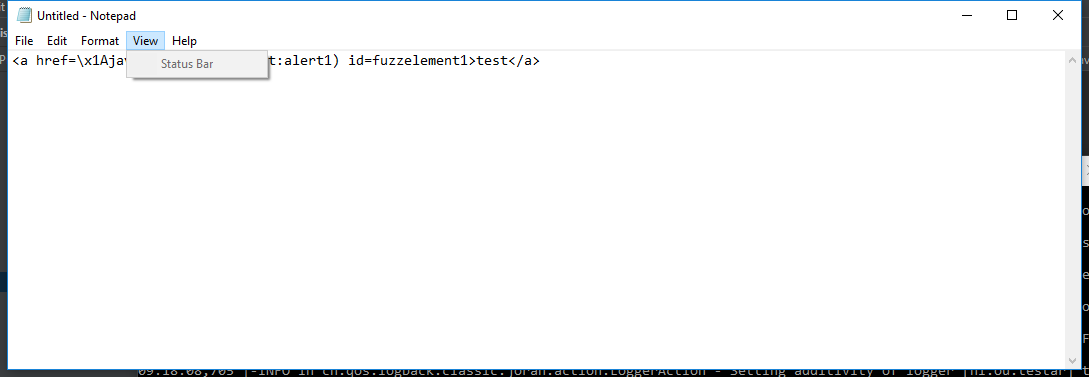 Untitled - Notepad
File Edit Format View Help
<a href=\x1Ajav t:alert1) id=fuzzelement1>test</a>
Status Bar
09:18:08,705 |-INFO in ch.qos.logback.classic.joran.action.LoggerAction - Setting additivity of logger [nl.ou.testar]